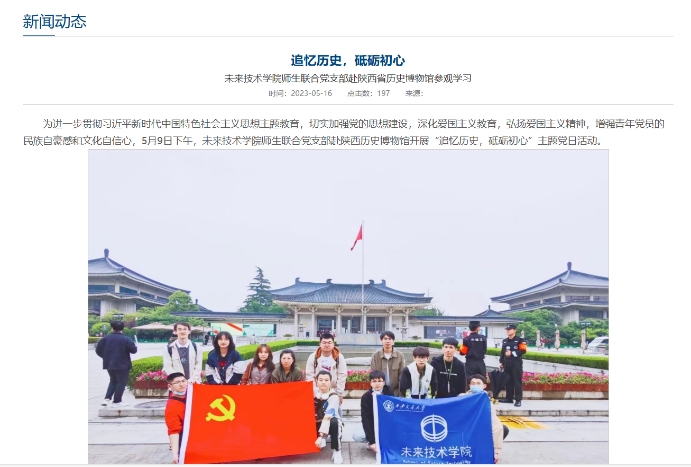 新闻动态
追忆历史，砥砺初心
未来技术学院师生联合党支部赴陕西省历史博物馆参观学习
时间：2023-05-16 点击数：197 来源：
为进一步贯彻习近平新时代中国特色社会主义思想主题教育，切实加强党的思想建设，深化爱国主义教育，弘扬爱国主义精神，增强青年党员的
民族自豪感和文化自信心，5月9日下午，未来技术学院师生联合党支部赴陕西历史博物馆开展“追忆历史，砥砺初心”主题党日活动。
未来技术学院